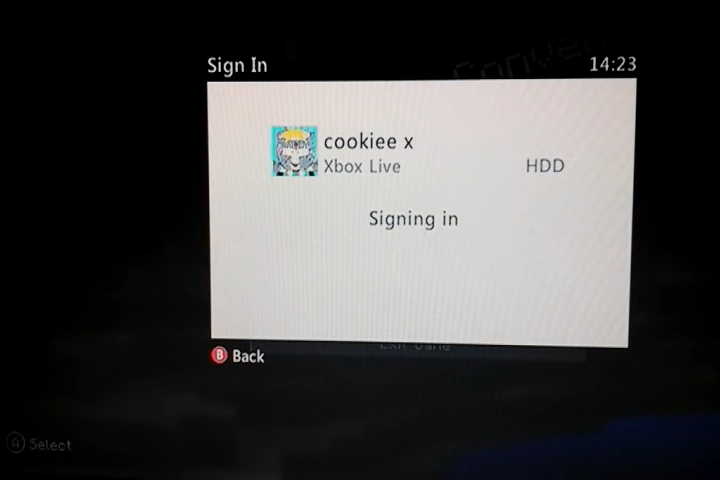 Sign In
14:23
cookiee x
Xbox Live
HDD
Signing in
B Back
A Select